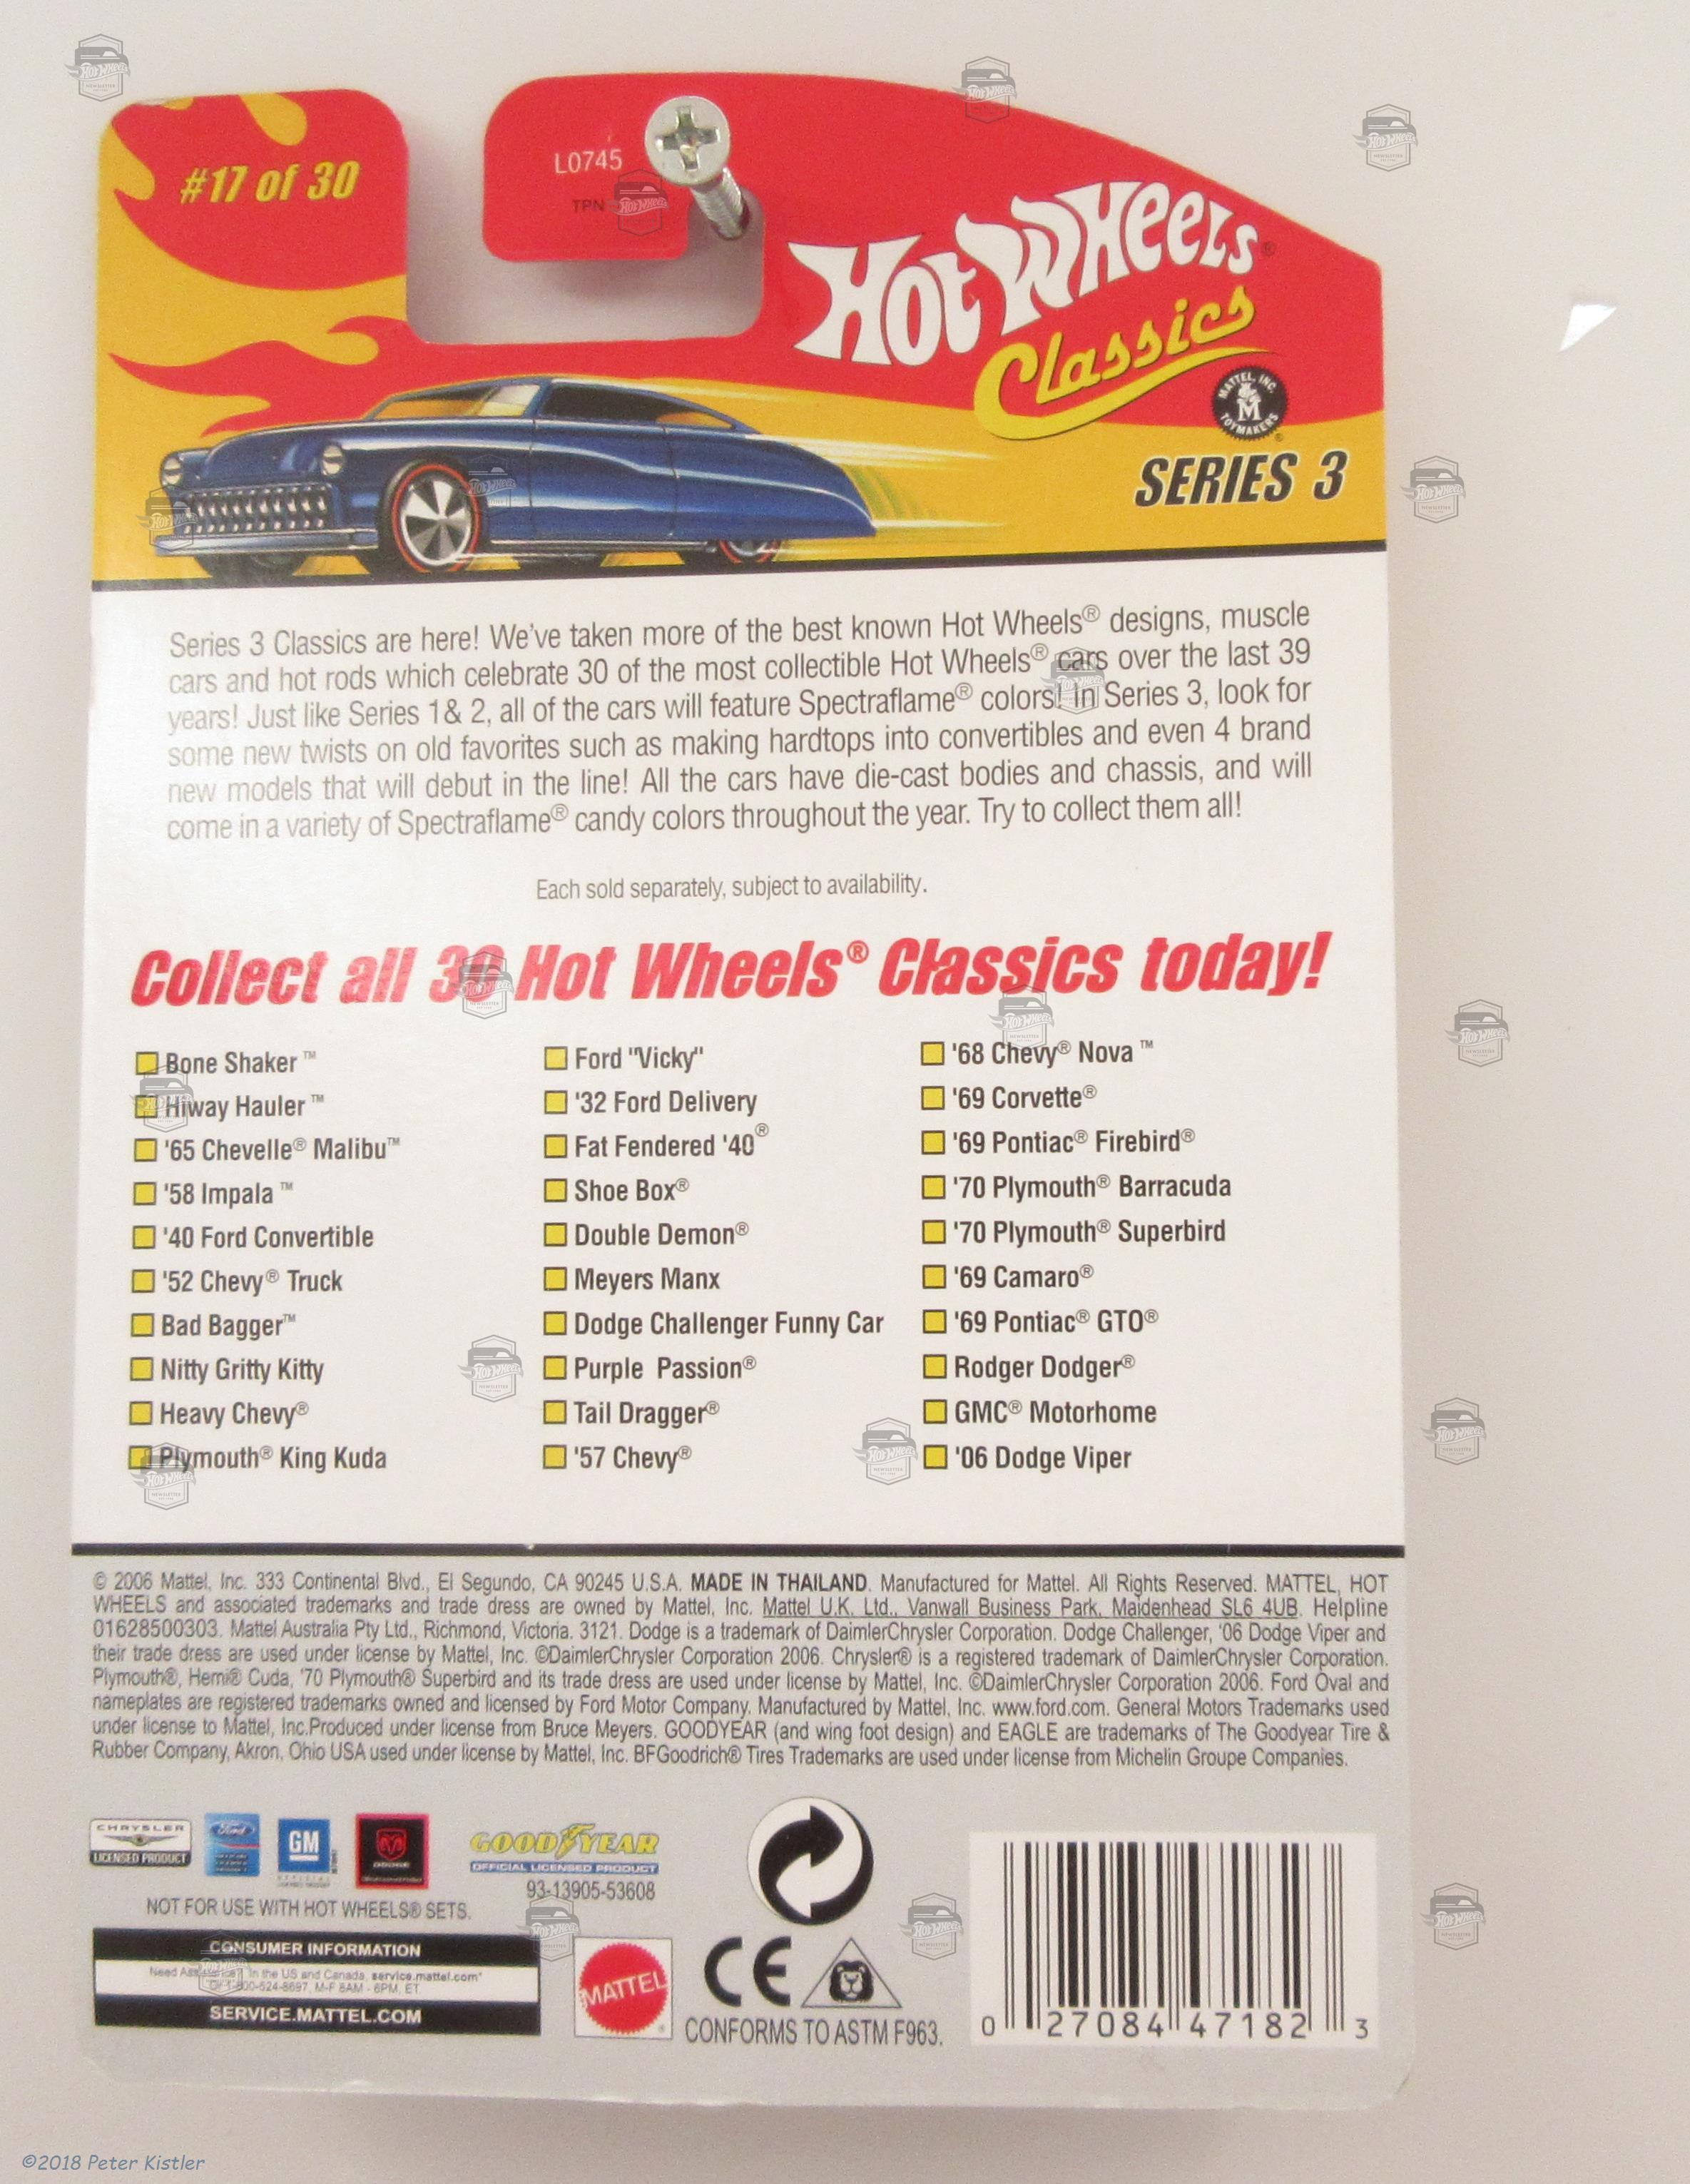 #17 of 30
L0745
TPN
Hot Wheels®
Classics
MATTEL, INC.
M
TOYMAKERS
®
SERIES 3
Series 3 Classics are here! We've taken more of the best known Hot Wheels® designs, muscle
cars and hot rods which celebrate 30 of the most collectible Hot Wheels® cars over the last 39
years! Just like Series 1& 2, all of the cars will feature Spectraflame® colors! In Series 3, look for
some new twists on old favorites such as making hardtops into convertibles and even 4 brand
new models that will debut in the line! All the cars have die-cast bodies and chassis, and will
come in a variety of Spectraflame® candy colors throughout the year. Try to collect them all!
Each sold separately, subject to availability.
Collect all 30 Hot Wheels® Classics today!
Bone Shaker™
Hiway Hauler™
'65 Chevelle® Malibu™
'58 Impala™
'40 Ford Convertible
'52 Chevy® Truck
Bad Bagger™
Nitty Gritty Kitty
Heavy Chevy®
Plymouth® King Kuda
Ford "Vicky"
'32 Ford Delivery
Fat Fendered '40®
Shoe Box®
Double Demon®
Meyers Manx
Dodge Challenger Funny Car
Purple Passion®
Tail Dragger®
'57 Chevy®
'68 Chevy® Nova™
'69 Corvette®
'69 Pontiac® Firebird®
'70 Plymouth® Barracuda
'70 Plymouth® Superbird
'69 Camaro®
'69 Pontiac® GTO®
Rodger Dodger®
GMC® Motorhome
'06 Dodge Viper
© 2006 Mattel, Inc. 333 Continental Blvd., El Segundo, CA 90245 U.S.A. MADE IN THAILAND. Manufactured for Mattel. All Rights Reserved. MATTEL, HOT
WHEELS and associated trademarks and trade dress are owned by Mattel, Inc. Mattel U.K. Ltd., Vanwall Business Park, Maidenhead SL6 4UB. Helpline
01628500303. Mattel Australia Pty Ltd., Richmond, Victoria. 3121. Dodge is a trademark of DaimlerChrysler Corporation. Dodge Challenger, '06 Dodge Viper and
their trade dress are used under license by Mattel, Inc. ©DaimlerChrysler Corporation 2006. Chrysler® is a registered trademark of DaimlerChrysler Corporation.
Plymouth®, Hemi® Cuda, '70 Plymouth® Superbird and its trade dress are used under license by Mattel, Inc. ©DaimlerChrysler Corporation 2006. Ford Oval and
nameplates are registered trademarks owned and licensed by Ford Motor Company. Manufactured by Mattel, Inc. www.ford.com. General Motors Trademarks used
under license to Mattel, Inc.Produced under license from Bruce Meyers. GOODYEAR (and wing foot design) and EAGLE are trademarks of The Goodyear Tire &
Rubber Company, Akron, Ohio USA used under license by Mattel, Inc. BFGoodrich® Tires Trademarks are used under license from Michelin Groupe Companies.
CHRYSLER
LICENSED PRODUCT
Ford
GM
DODGE
GOODYEAR
OFFICIAL LICENSED PRODUCT
93-13905-53608
NOT FOR USE WITH HOT WHEELS® SETS.
CONSUMER INFORMATION
Need Assistance? In the US and Canada, service.mattel.com
or 1-800-524-8697, M-F 8AM - 6PM, ET
SERVICE.MATTEL.COM
MATTEL
CE
CONFORMS TO ASTM F963.
0 27084 47182 3
©2018 Peter Kistler